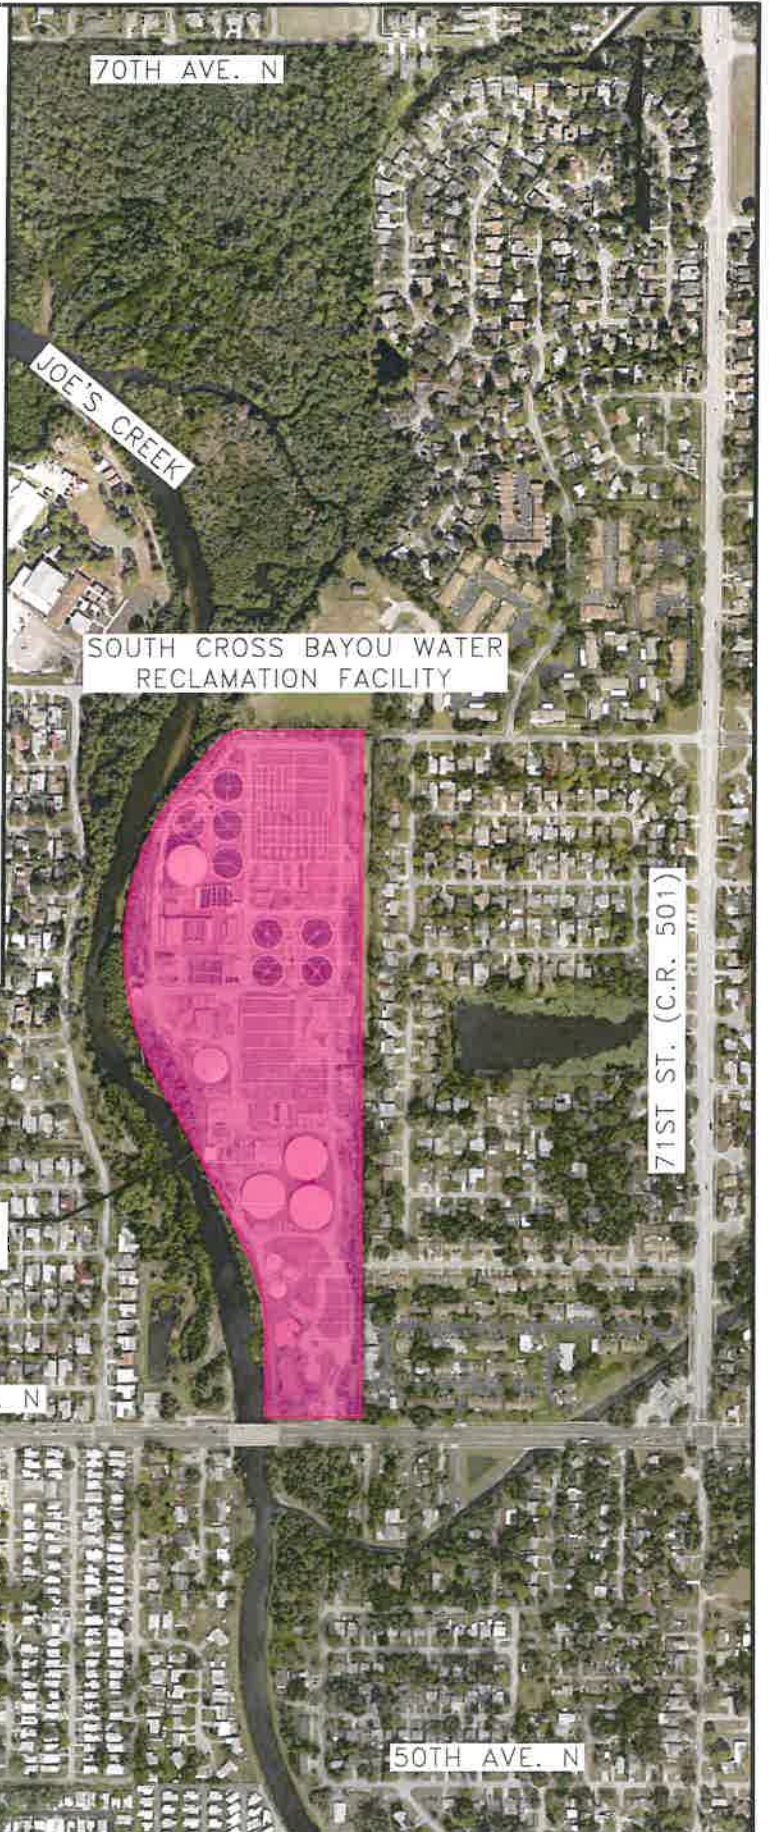 70TH AVE. N
JOE'S CREEK
SOUTH CROSS BAYOU WATER
RECLAMATION FACILITY
71ST ST. (C.R. 501)
N
50TH AVE. N